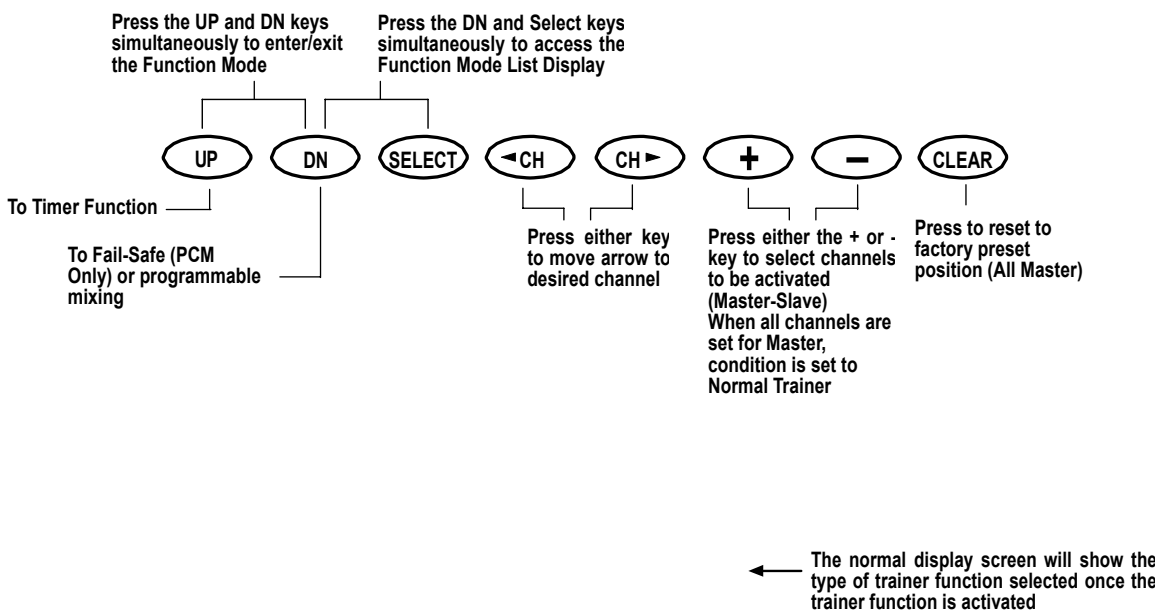 Press the UP and DN keys
simultaneously to enter/exit
the Function Mode
Press the DN and Select keys
simultaneously to access the
Function Mode List Display
UP
DN
SELECT
◄CH
CH►
+
−
CLEAR
To Timer Function
To Fail-Safe (PCM
Only) or programmable
mixing
Press either key
to move arrow to
desired channel
Press either the + or -
key to select channels
to be activated
(Master-Slave)
When all channels are
set for Master,
condition is set to
Normal Trainer
Press to reset to
factory preset
position (All Master)
The normal display screen will show the
type of trainer function selected once the
trainer function is activated